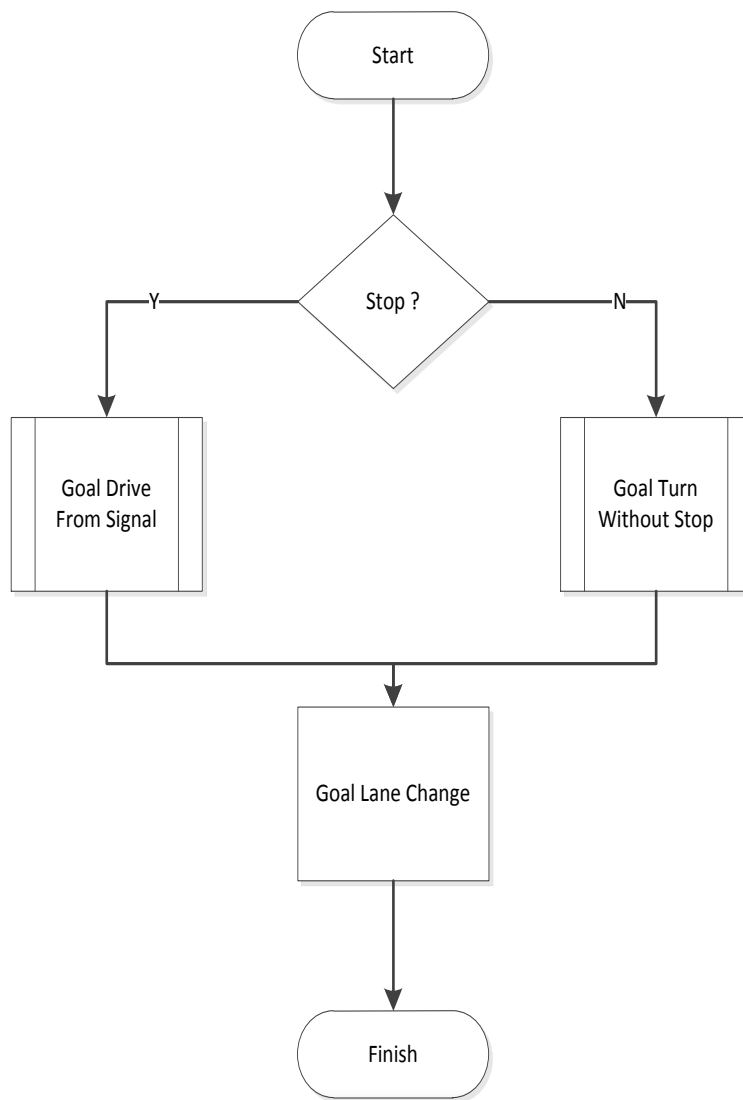 Start
Stop ?
Y
N
Goal Drive
From Signal
Goal Turn
Without Stop
Goal Lane Change
Finish